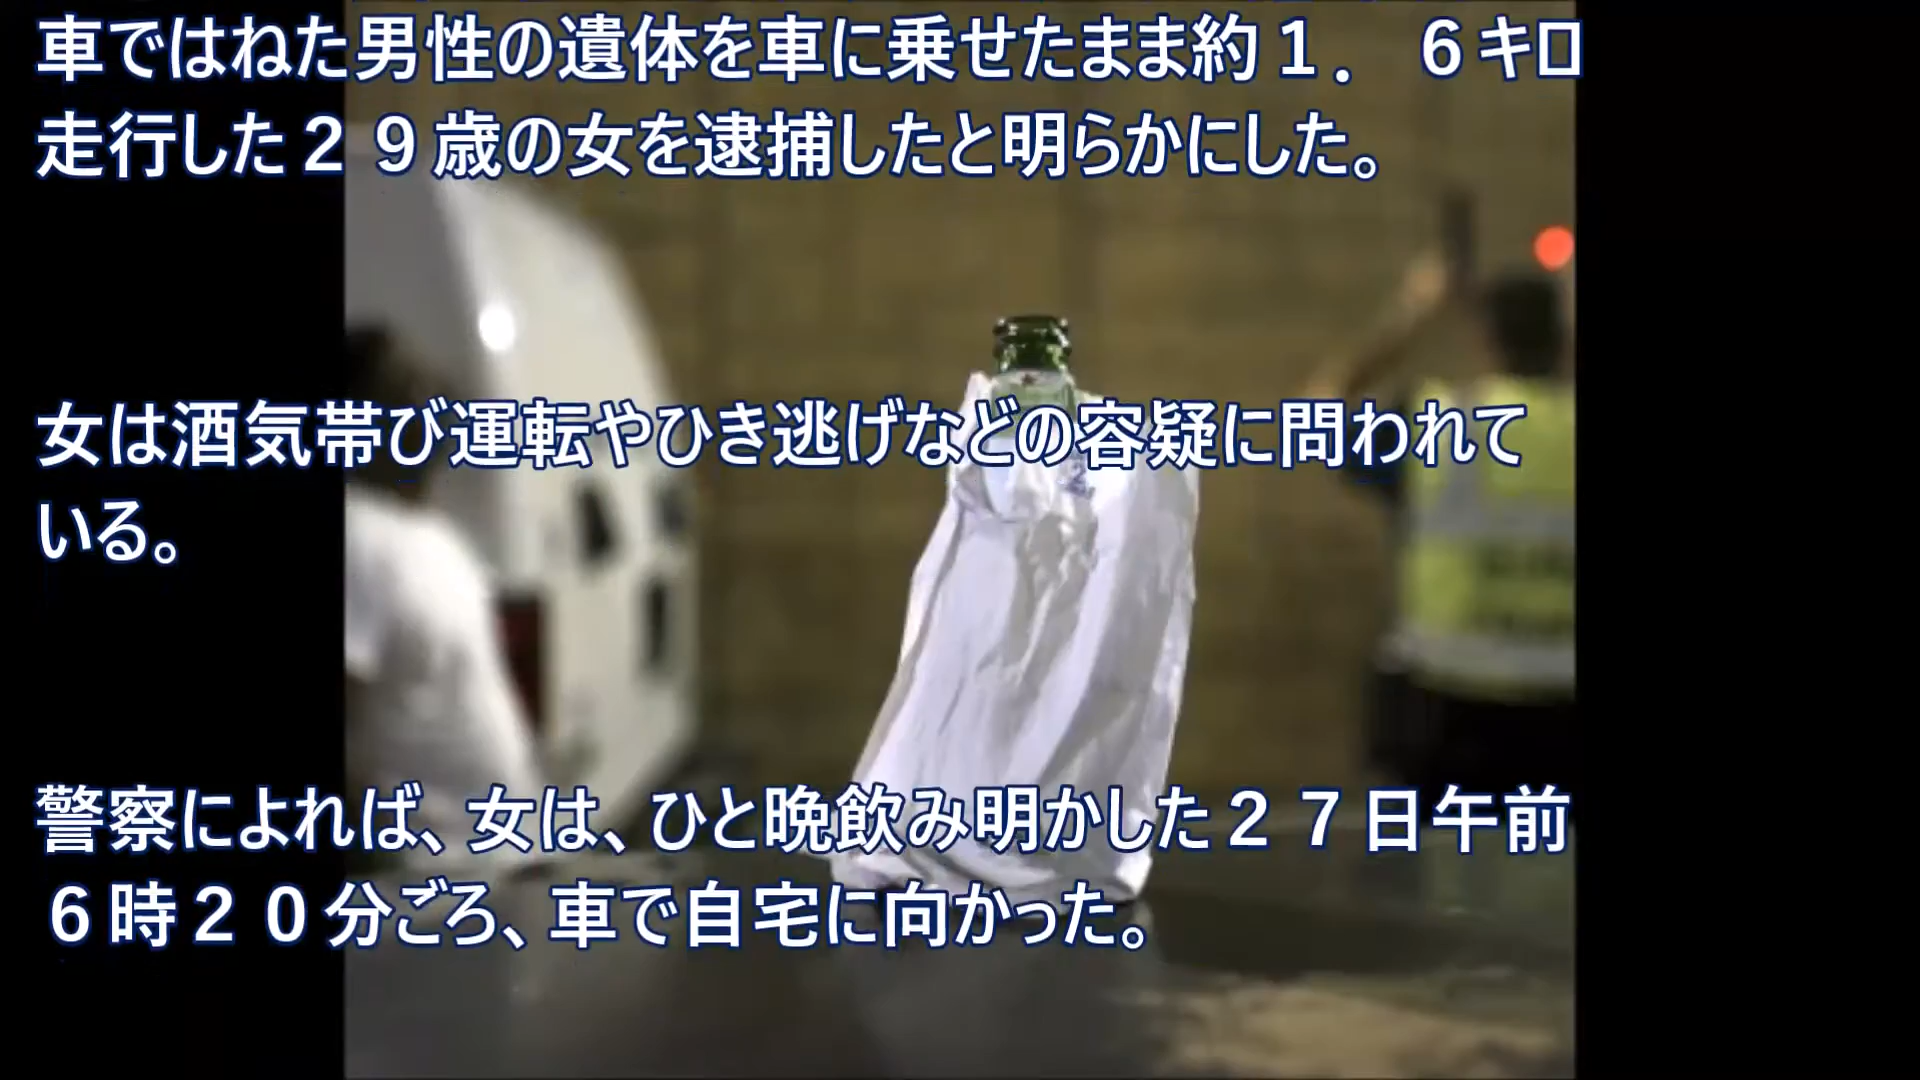 車ではねた男性の遺体を車に乗せたまま約１．６キロ
走行した２９歳の女を逮捕したと明らかにした。
女は酒気帯び運転やひき逃げなどの容疑に問われて
いる。
警察によれば、女は、ひと晩飲み明かした２７日午前
６時２０分ごろ、車で自宅に向かった。